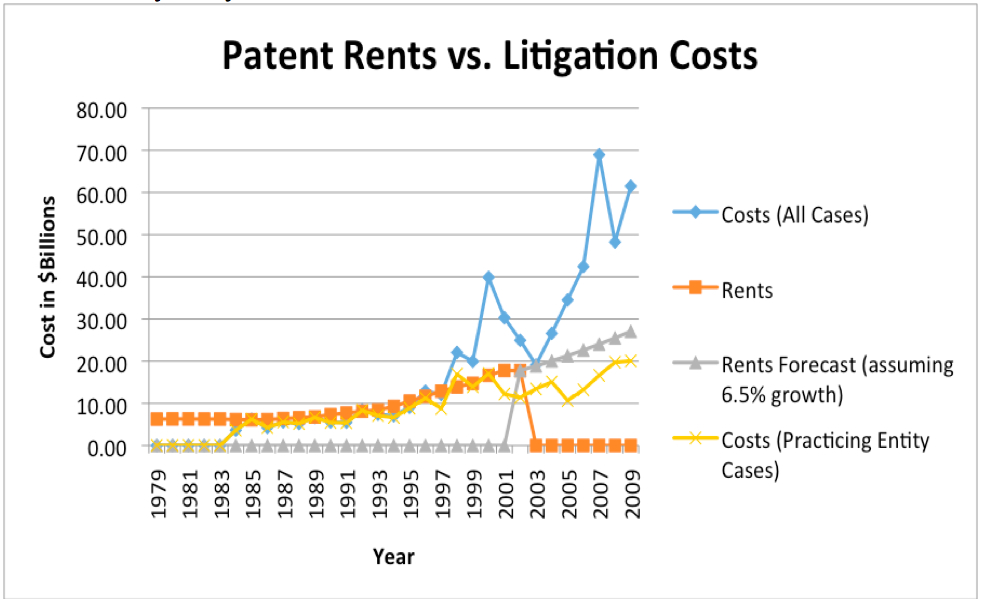 Patent Rents vs. Litigation Costs
80.00
70.00
60.00
50.00
40.00
30.00
20.00
10.00
0.00
Cost in $Billions
1979
1981
1983
1985
1987
1989
1991
1993
1995
1997
1999
2001
2003
2005
2007
2009
Year
Costs (All Cases)
Rents
Rents Forecast (assuming
6.5% growth)
Costs (Practicing Entity
Cases)